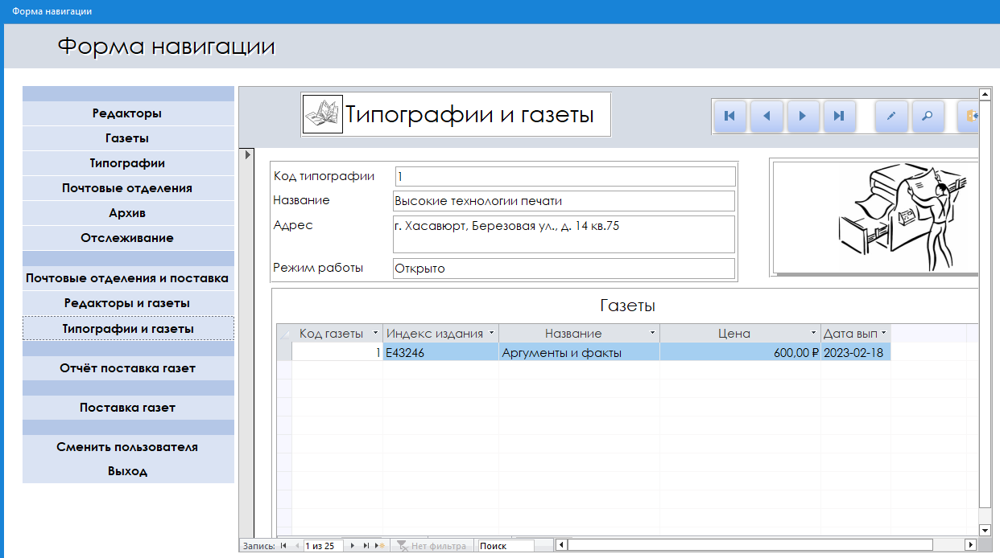 Форма навигации
Форма навигации
Редакторы
Газеты
Типографии
Почтовые отделения
Архив
Отслеживание
Почтовые отделения и поставка
Редакторы и газеты
Типографии и газеты
Отчёт поставка газет
Поставка газет
Сменить пользователя
Выход
Типографии и газеты
Код типографии 1
Название Высокие технологии печати
Адрес г. Хасавюрт, Березовая ул., д. 14 кв.75
Режим работы Открыто
Газеты
Код газеты Индекс издания Название Цена Дата вып
1 E43246 Аргументы и факты 600,00 ₽ 2023-02-18
Запись: 1 из 25 Нет фильтра Поиск